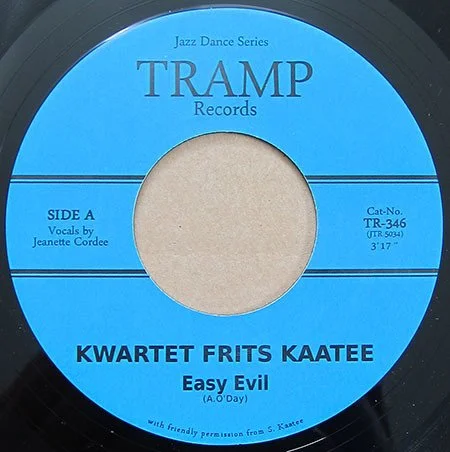 Jazz Dance Series
TRAMP
Records
SIDE A
Vocals by
Jeanette Cordee
Cat-No.
TR-346
(JTR 5034)
3'17"
KWARTET FRITS KAATEE
Easy Evil
(A.O'Day)
with friendly permission from S. Kaatee